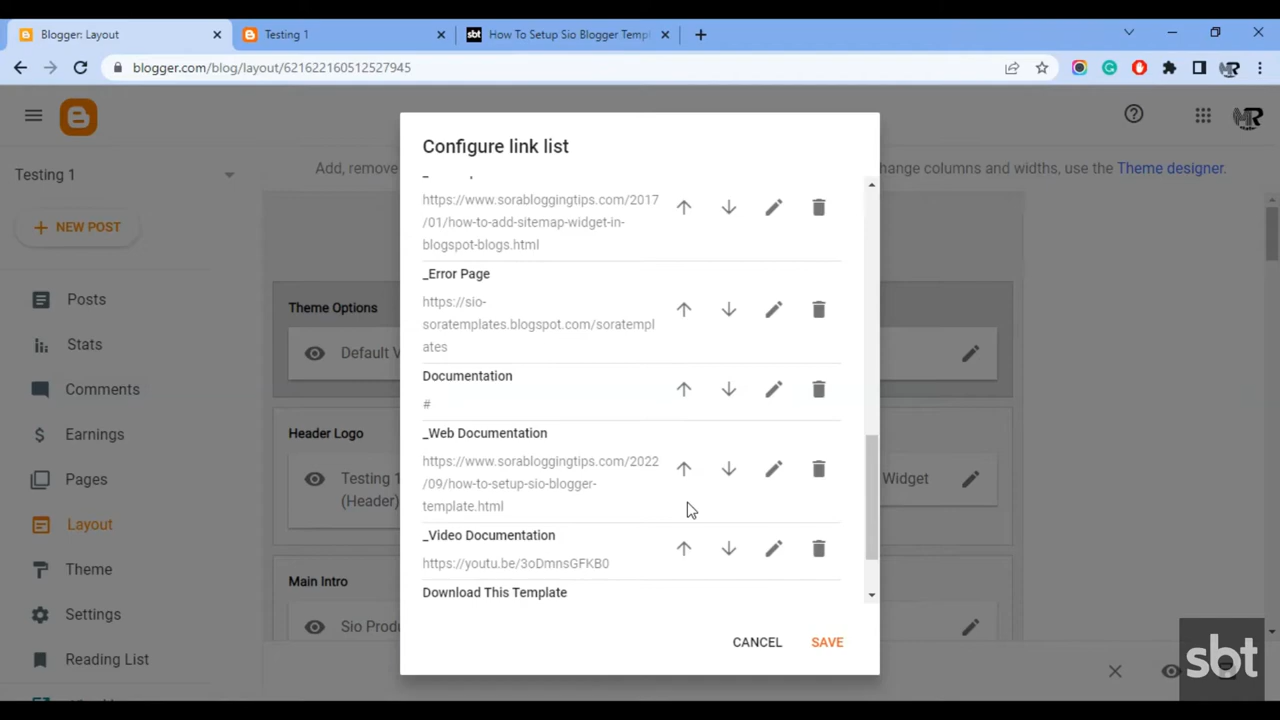 Blogger: Layout
Testing 1
sbt
How To Setup Sio Blogger Templ
blogger.com/blog/layout/621622160512527945
Testing 1
NEW POST
Posts
Stats
Comments
Earnings
Pages
Layout
Theme
Settings
Reading List
Add, remove
change columns and widths, use the Theme designer.
Theme Options
Default V
Header Logo
Testing 1
(Header)
Widget
Main Intro
Sio Produ
Configure link list
https://www.sorabloggingtips.com/2017
/01/how-to-add-sitemap-widget-in-
blogspot-blogs.html
_Error Page
https://sio-
soratemplates.blogspot.com/soratempl
ates
Documentation
#
_Web Documentation
https://www.sorabloggingtips.com/2022
/09/how-to-setup-sio-blogger-
template.html
_Video Documentation
https://youtu.be/3oDmnsGFKB0
Download This Template
CANCEL
SAVE
sbt